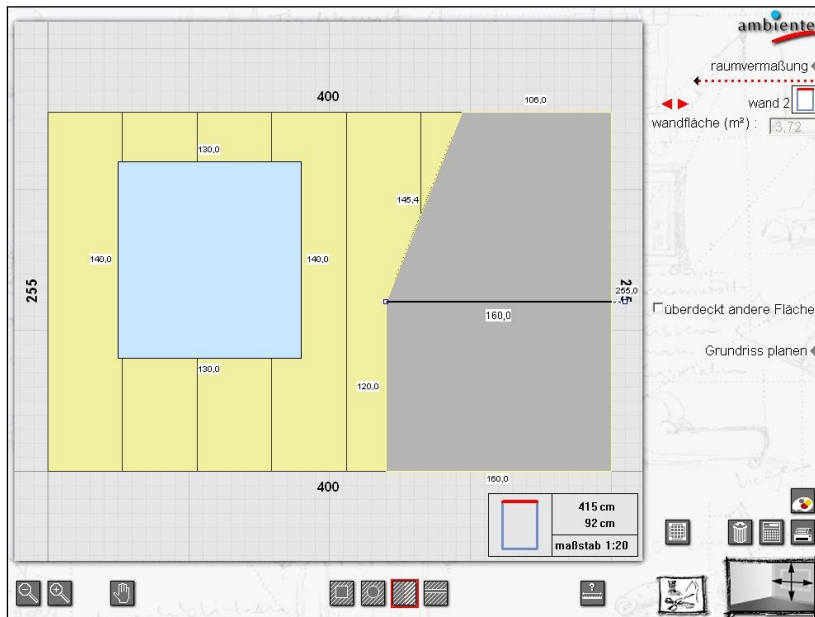 ambiente
raumvermaßung
400
106,0
wand 2
wandfläche (m²) : 3,72
130,0
145,4
140,0
140,0
255
255,0
255
160,0
überdeckt andere Fläche
Grundriss planen
130,0
120,0
400
160,0
415 cm
92 cm
maßstab 1:20
?